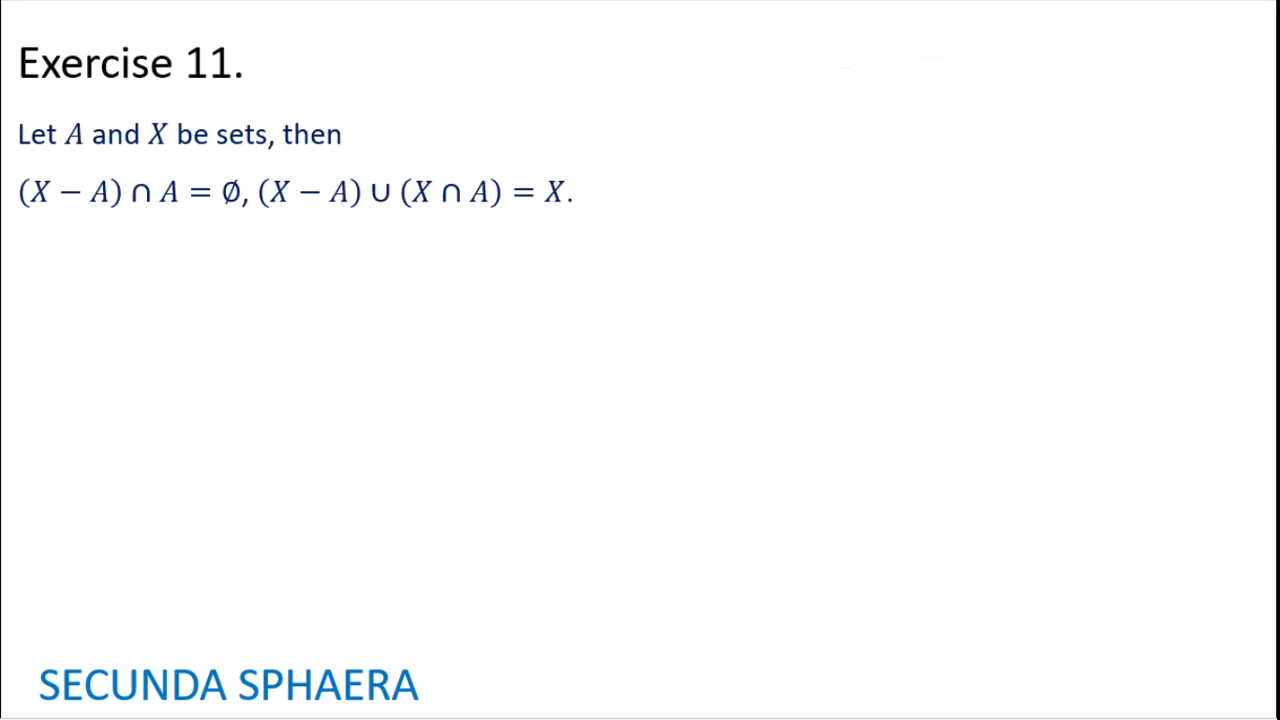 Exercise 11.
Let 𝐴 and 𝑋 be sets, then
(𝑋 − 𝐴) ∩ 𝐴 = ∅, (𝑋 − 𝐴) ∪ (𝑋 ∩ 𝐴) = 𝑋.
SECUNDA SPHAERA